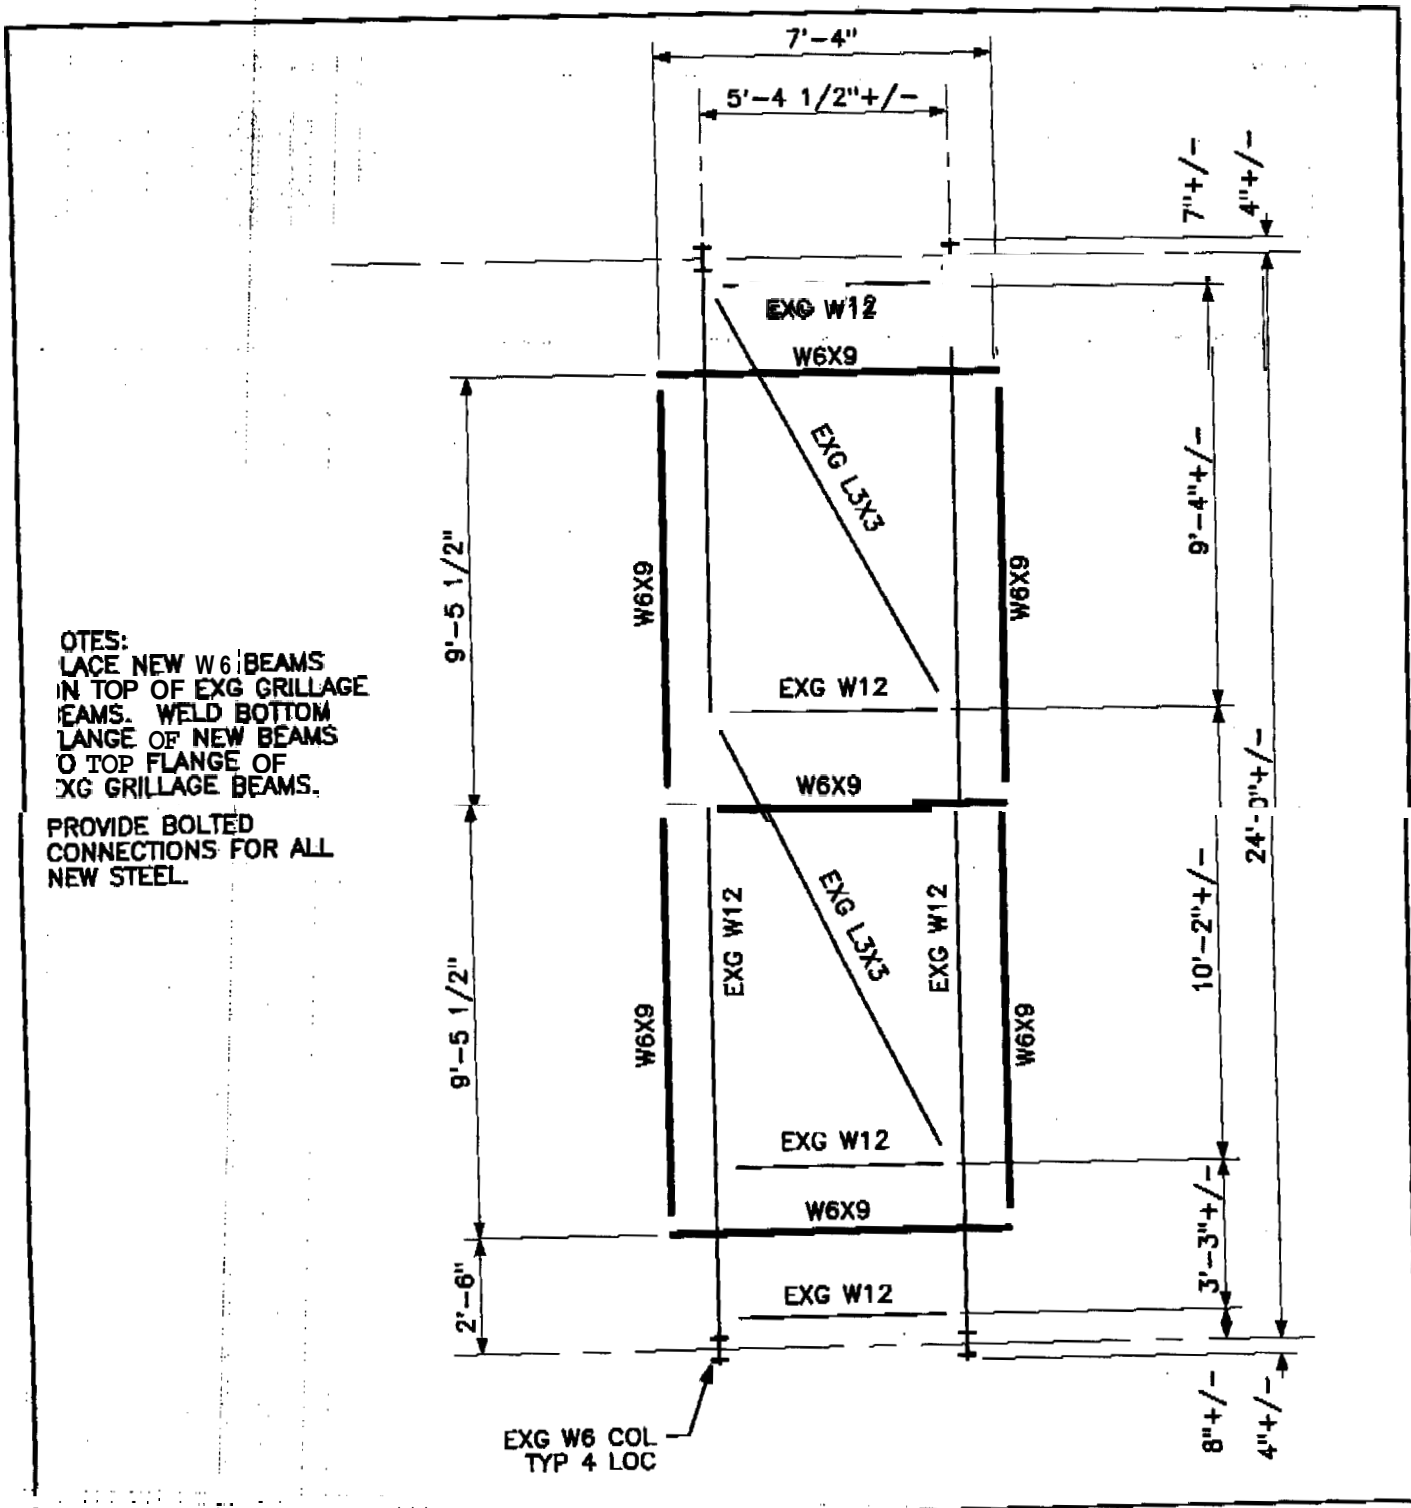 7'-4"
5'-4 1/2"+/-
7"+/-
4"+/-
EXG W12
W6X9
EXG L3X3
9'-4"+/-
9'-5 1/2"
W6X9
W6X9
OTES:
LACE NEW W6 BEAMS
N TOP OF EXG GRILLAGE
EAMS. WELD BOTTOM
LANGE OF NEW BEAMS
O TOP FLANGE OF
XG GRILLAGE BEAMS.
PROVIDE BOLTED
CONNECTIONS FOR ALL
NEW STEEL.
EXG W12
W6X9
24'-0"+/-
EXG W12
EXG L3X3
EXG W12
10'-2"+/-
9'-5 1/2"
W6X9
W6X9
EXG W12
W6X9
3'-3"+/-
2'-6"
EXG W12
8"+/-
4"+/-
EXG W6 COL
TYP 4 LOC